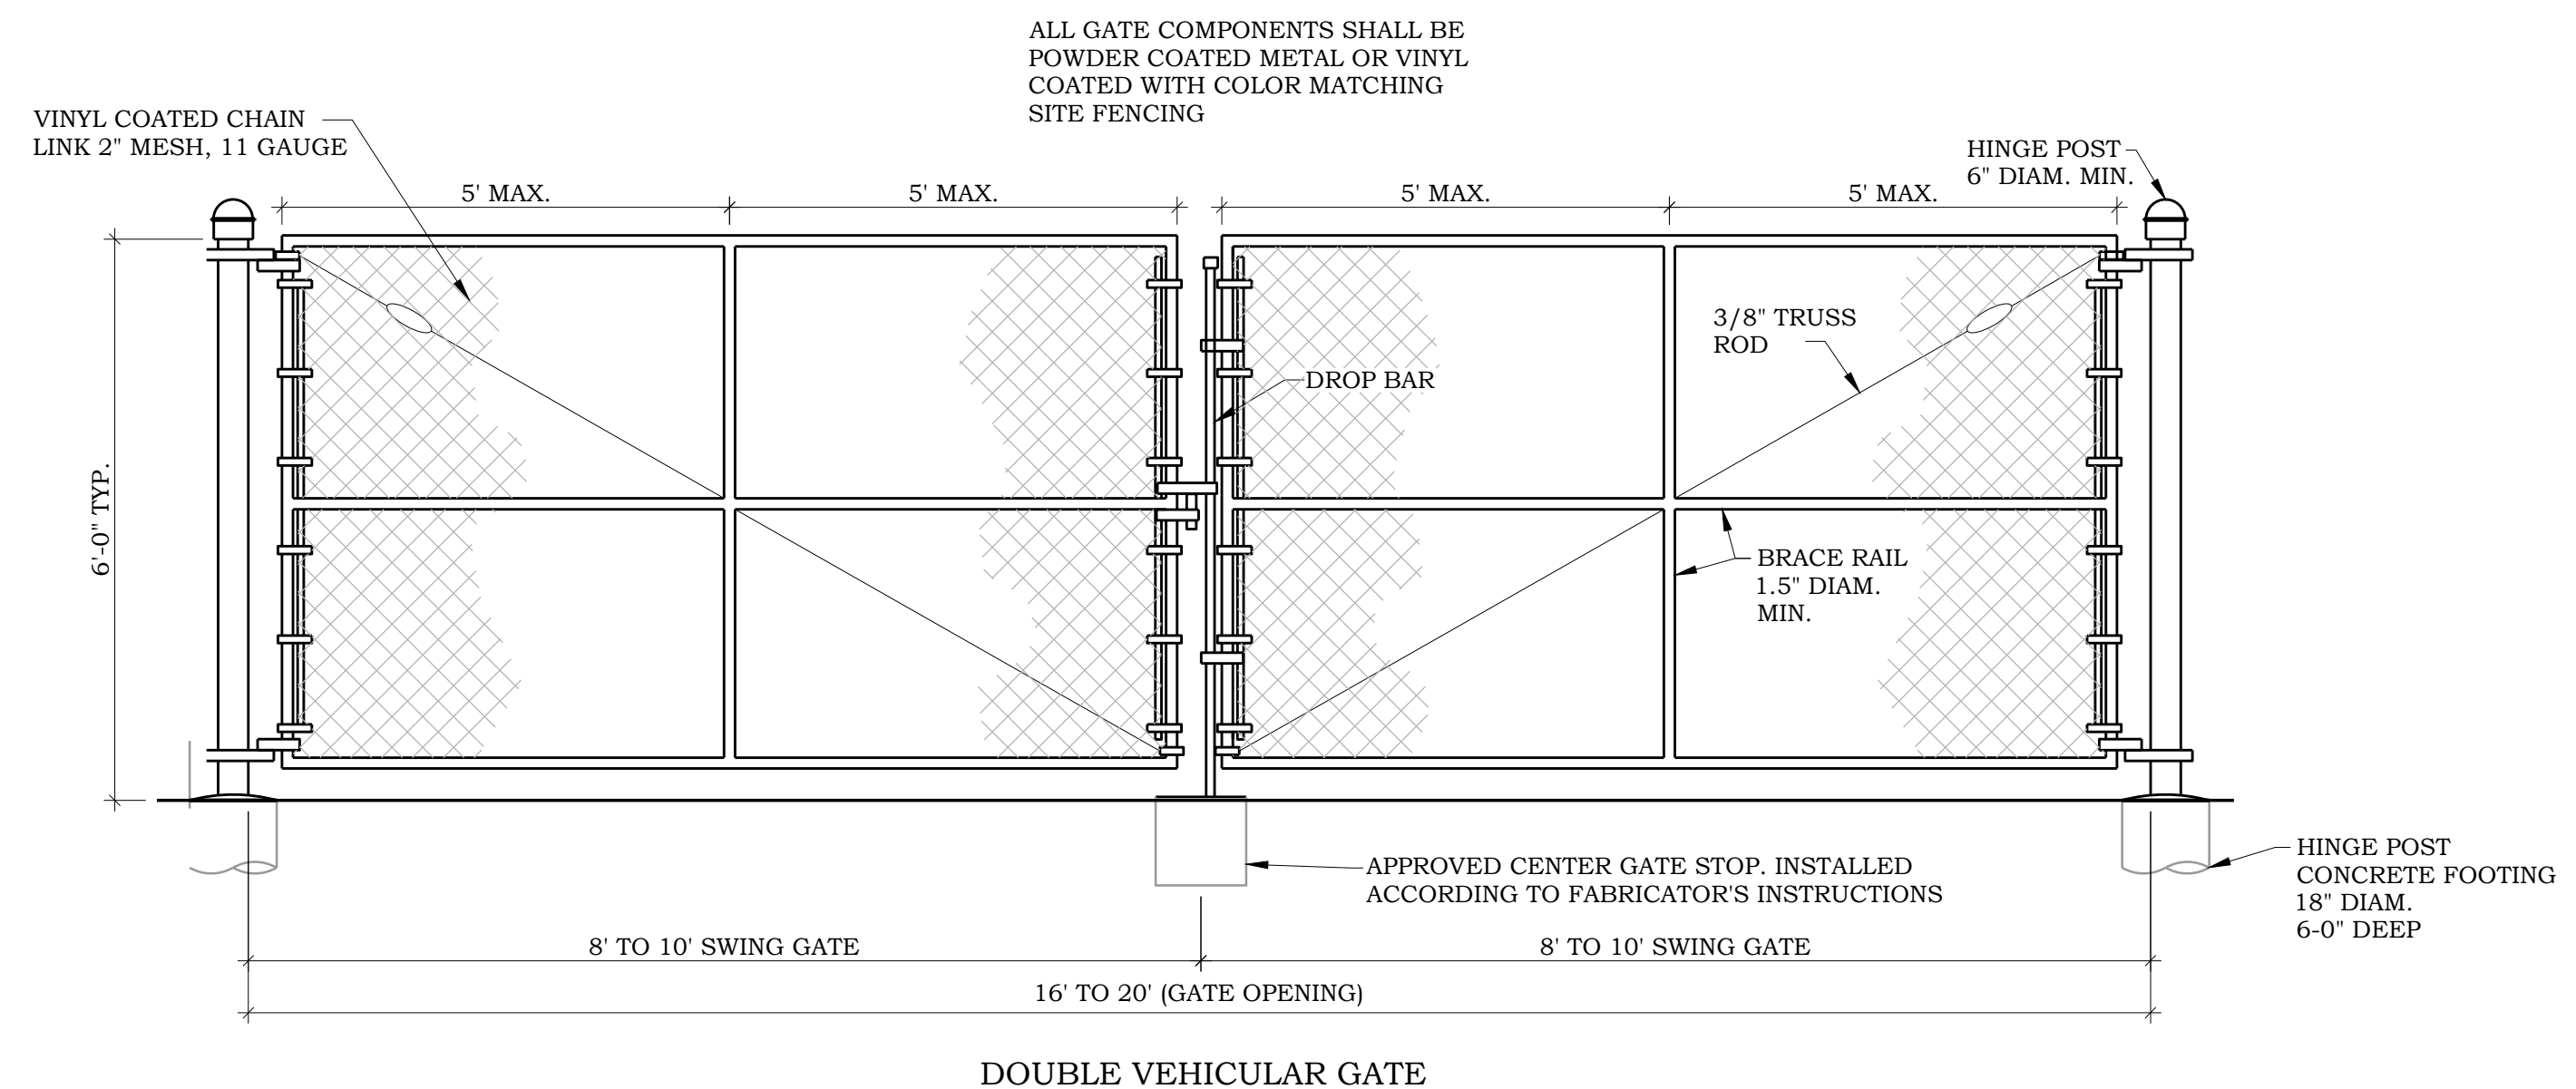 ALL GATE COMPONENTS SHALL BE
POWDER COATED METAL OR VINYL
COATED WITH COLOR MATCHING
SITE FENCING
VINYL COATED CHAIN
LINK 2" MESH, 11 GAUGE
HINGE POST
6" DIAM. MIN.
5' MAX.
5' MAX.
5' MAX.
5' MAX.
3/8" TRUSS
ROD
DROP BAR
6'-0" TYP.
BRACE RAIL
1.5" DIAM.
MIN.
APPROVED CENTER GATE STOP. INSTALLED
ACCORDING TO FABRICATOR'S INSTRUCTIONS
HINGE POST
CONCRETE FOOTING
18" DIAM.
6-0" DEEP
8' TO 10' SWING GATE
8' TO 10' SWING GATE
16' TO 20' (GATE OPENING)
DOUBLE VEHICULAR GATE